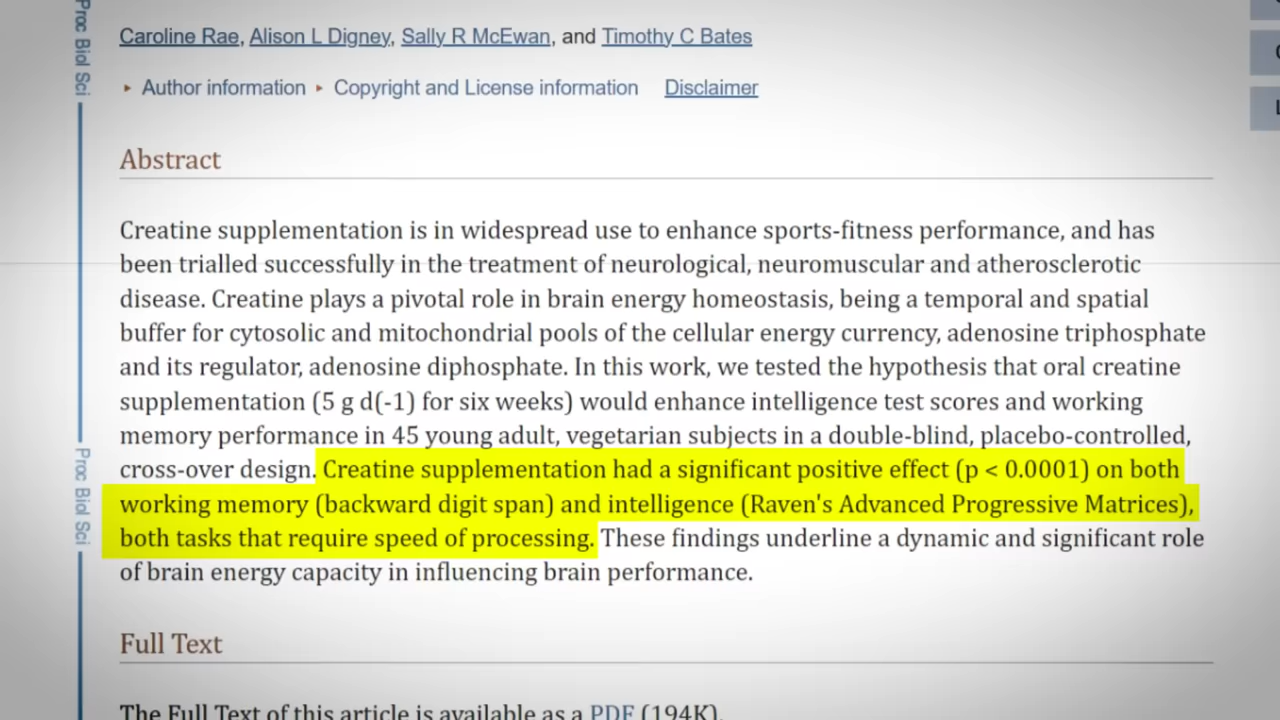 Caroline Rae, Alison L Digney, Sally R McEwan, and Timothy C Bates
Author information Copyright and License information Disclaimer
Abstract
Creatine supplementation is in widespread use to enhance sports-fitness performance, and has
been trialled successfully in the treatment of neurological, neuromuscular and atherosclerotic
disease. Creatine plays a pivotal role in brain energy homeostasis, being a temporal and spatial
buffer for cytosolic and mitochondrial pools of the cellular energy currency, adenosine triphosphate
and its regulator, adenosine diphosphate. In this work, we tested the hypothesis that oral creatine
supplementation (5 g d(-1) for six weeks) would enhance intelligence test scores and working
memory performance in 45 young adult, vegetarian subjects in a double-blind, placebo-controlled,
cross-over design. Creatine supplementation had a significant positive effect (p < 0.0001) on both
working memory (backward digit span) and intelligence (Raven's Advanced Progressive Matrices),
both tasks that require speed of processing. These findings underline a dynamic and significant role
of brain energy capacity in influencing brain performance.
Full Text
The Full Text of this article is available as a PDF (194K).
Proc Biol Sci
Proc Biol Sci